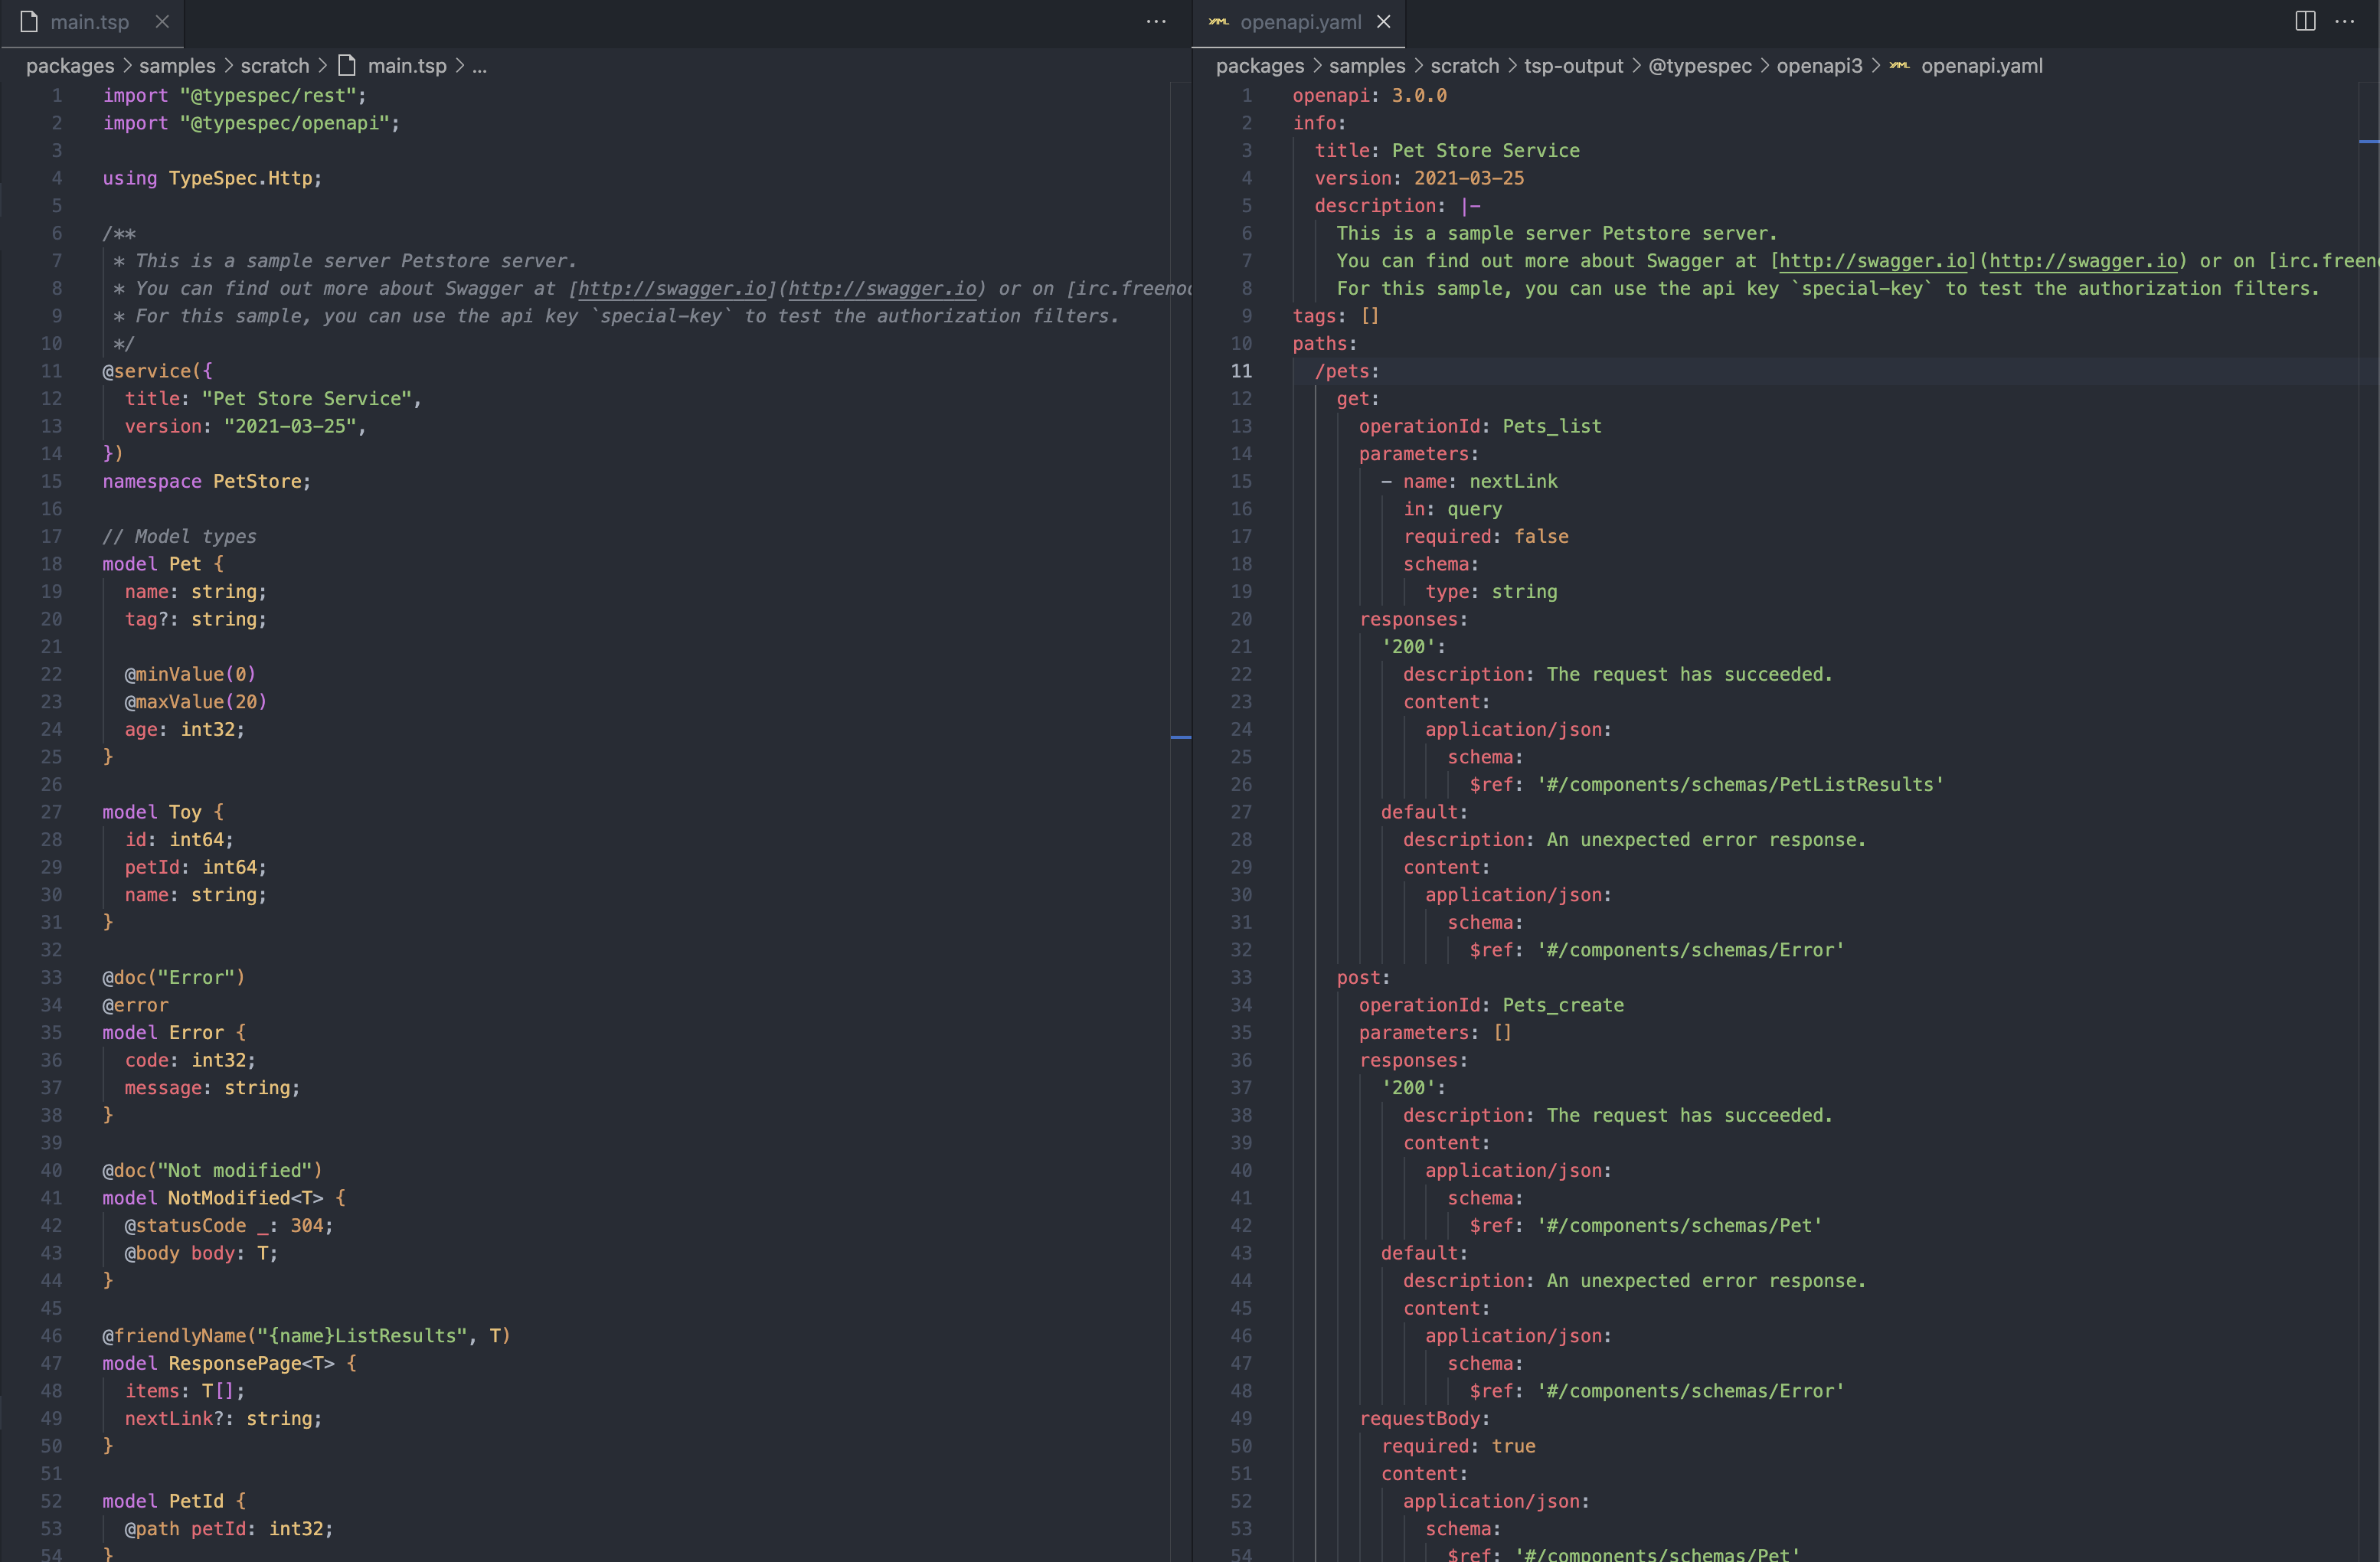 main.tsp
packages > samples > scratch > main.tsp > ...
1 import "@typespec/rest";
2 import "@typespec/openapi";
3
4 using TypeSpec.Http;
5
6 /**
7 * This is a sample server Petstore server.
8 * You can find out more about Swagger at [http://swagger.io](http://swagger.io) or on [irc.freenod
9 * For this sample, you can use the api key `special-key` to test the authorization filters.
10 */
11 @service({
12 title: "Pet Store Service",
13 version: "2021-03-25",
14 })
15 namespace PetStore;
16
17 // Model types
18 model Pet {
19 name: string;
20 tag?: string;
21
22 @minValue(0)
23 @maxValue(20)
24 age: int32;
25 }
26
27 model Toy {
28 id: int64;
29 petId: int64;
30 name: string;
31 }
32
33 @doc("Error")
34 @error
35 model Error {
36 code: int32;
37 message: string;
38 }
39
40 @doc("Not modified")
41 model NotModified<T> {
42 @statusCode _: 304;
43 @body body: T;
44 }
45
46 @friendlyName("{name}ListResults", T)
47 model ResponsePage<T> {
48 items: T[];
49 nextLink?: string;
50 }
51
52 model PetId {
53 @path petId: int32;
54 }
openapi.yaml
packages > samples > scratch > tsp-output > @typespec > openapi3 > openapi.yaml
1 openapi: 3.0.0
2 info:
3 title: Pet Store Service
4 version: 2021-03-25
5 description: |-
6 This is a sample server Petstore server.
7 You can find out more about Swagger at [http://swagger.io](http://swagger.io) or on [irc.freen
8 For this sample, you can use the api key `special-key` to test the authorization filters.
9 tags: []
10 paths:
11 /pets:
12 get:
13 operationId: Pets_list
14 parameters:
15 - name: nextLink
16 in: query
17 required: false
18 schema:
19 type: string
20 responses:
21 '200':
22 description: The request has succeeded.
23 content:
24 application/json:
25 schema:
26 $ref: '#/components/schemas/PetListResults'
27 default:
28 description: An unexpected error response.
29 content:
30 application/json:
31 schema:
32 $ref: '#/components/schemas/Error'
33 post:
34 operationId: Pets_create
35 parameters: []
36 responses:
37 '200':
38 description: The request has succeeded.
39 content:
40 application/json:
41 schema:
42 $ref: '#/components/schemas/Pet'
43 default:
44 description: An unexpected error response.
45 content:
46 application/json:
47 schema:
48 $ref: '#/components/schemas/Error'
49 requestBody:
50 required: true
51 content:
52 application/json:
53 schema:
54 $ref: '#/components/schemas/Pet'